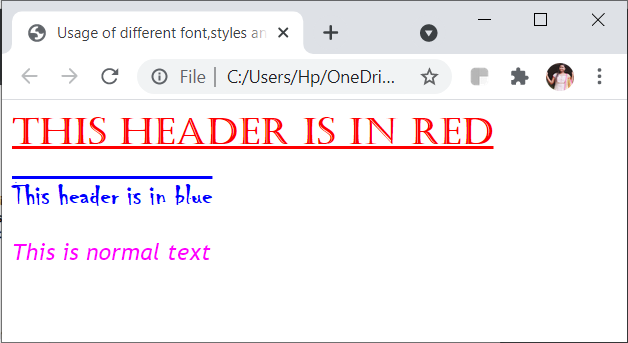 Usage of different font,styles an
File | C:/Users/Hp/OneDri...
THIS HEADER IS IN RED
This header is in blue
This is normal text